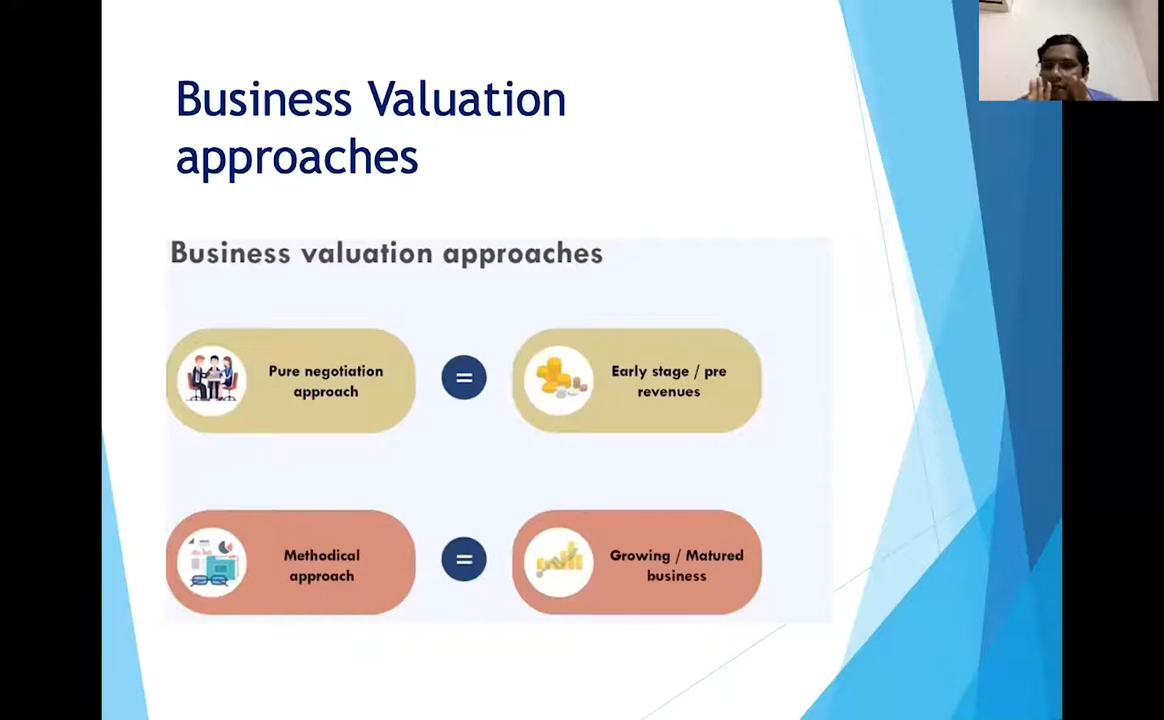 Business Valuation
approaches
Business valuation approaches
Pure negotiation
approach
=
Early stage / pre
revenues
Methodical
approach
=
Growing / Matured
business